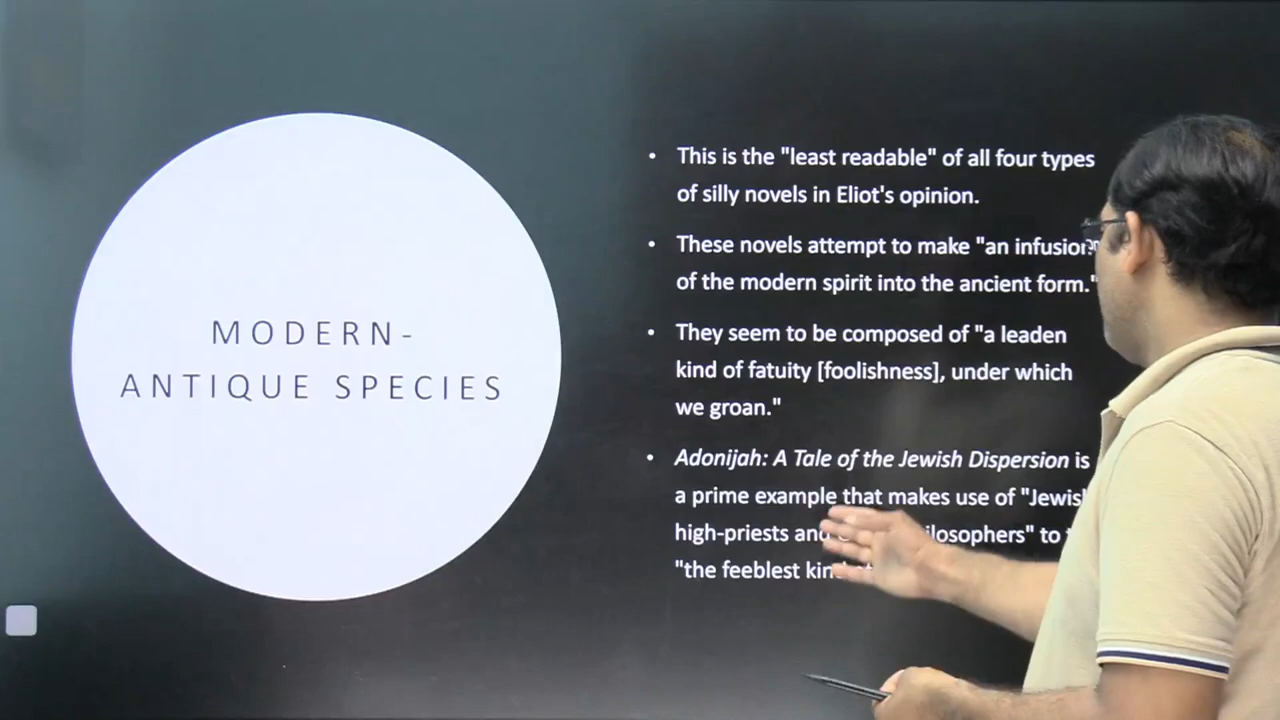 MODERN-
ANTIQUE SPECIES
• This is the "least readable" of all four types
of silly novels in Eliot's opinion.
• These novels attempt to make "an infusion
of the modern spirit into the ancient form."
• They seem to be composed of "a leaden
kind of fatuity [foolishness], under which
we groan."
• Adonijah: A Tale of the Jewish Dispersion is
a prime example that makes use of "Jewish
high-priests and to
"the feeblest kind